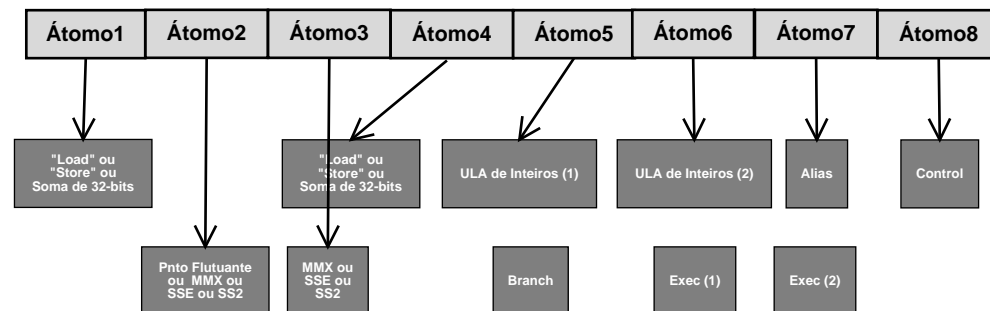 Átomo1 Átomo2 Átomo3 Átomo4 Átomo5 Átomo6 Átomo7 Átomo8
"Load" ou
"Store" ou
Soma de 32-bits
"Load" ou
"Store" ou
Soma de 32-bits
ULA de Inteiros (1)
ULA de Inteiros (2)
Alias
Control
Pnto Flutuante
ou MMX ou
SSE ou SS2
MMX ou
SSE ou
SS2
Branch
Exec (1)
Exec (2)